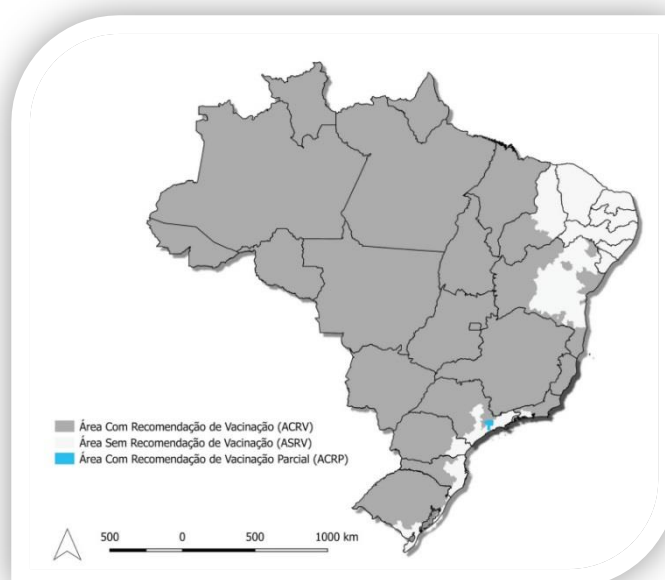 Área Com Recomendação de Vacinação (ACRV)
Área Sem Recomendação de Vacinação (ASRV)
Área Com Recomendação de Vacinação Parcial (ACRP)
500 0 500 1000 km